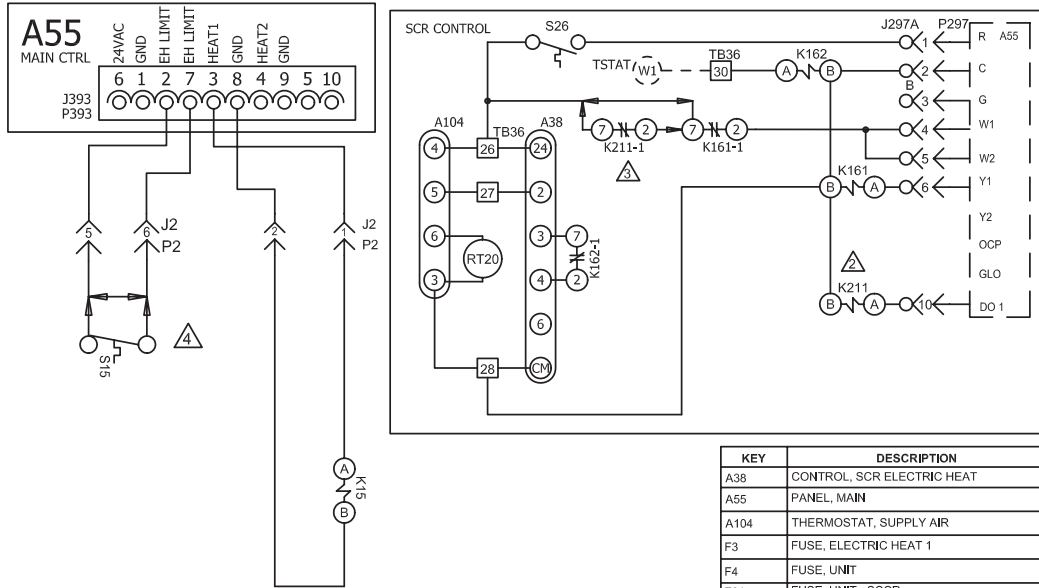 A55
MAIN CTRL
24VAC
GND
EH LIMIT
EH LIMIT
HEAT1
GND
HEAT2
GND
6 1 2 7 3 8 4 9 5 10
J393
P393
5
6
J2
P2
2
1
J2
P2
S15
4
A
K15
B
SCR CONTROL
S26
J297A P297
1 R A55
TSTAT W1
TB36
30
A
K162
B
2 C
B
3 G
4 W1
5 W2
6 Y1
Y2
OCP
GLO
10 DO 1
A104
TB36
A38
4 26 24
5 27 2
6
RT20
3
7
K162-1
3
4
2
6
28
CM
7 2
K211-1
3
7 2
K161-1
K161
B A
2
K211
B A
KEY DESCRIPTION
A38 CONTROL, SCR ELECTRIC HEAT
A55 PANEL, MAIN
A104 THERMOSTAT, SUPPLY AIR
F3 FUSE, ELECTRIC HEAT 1
F4 FUSE, UNIT